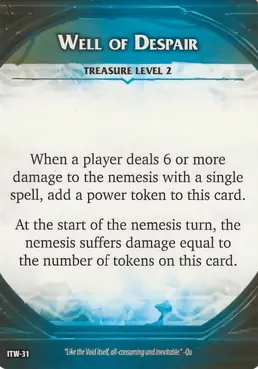 WELL OF DESPAIR
TREASURE LEVEL 2
When a player deals 6 or more
damage to the nemesis with a single
spell, add a power token to this card.
At the start of the nemesis turn, the
nemesis suffers damage equal to
the number of tokens on this card.
ITW-31
"Like the Void itself, all-consuming and inevitable." -Qu